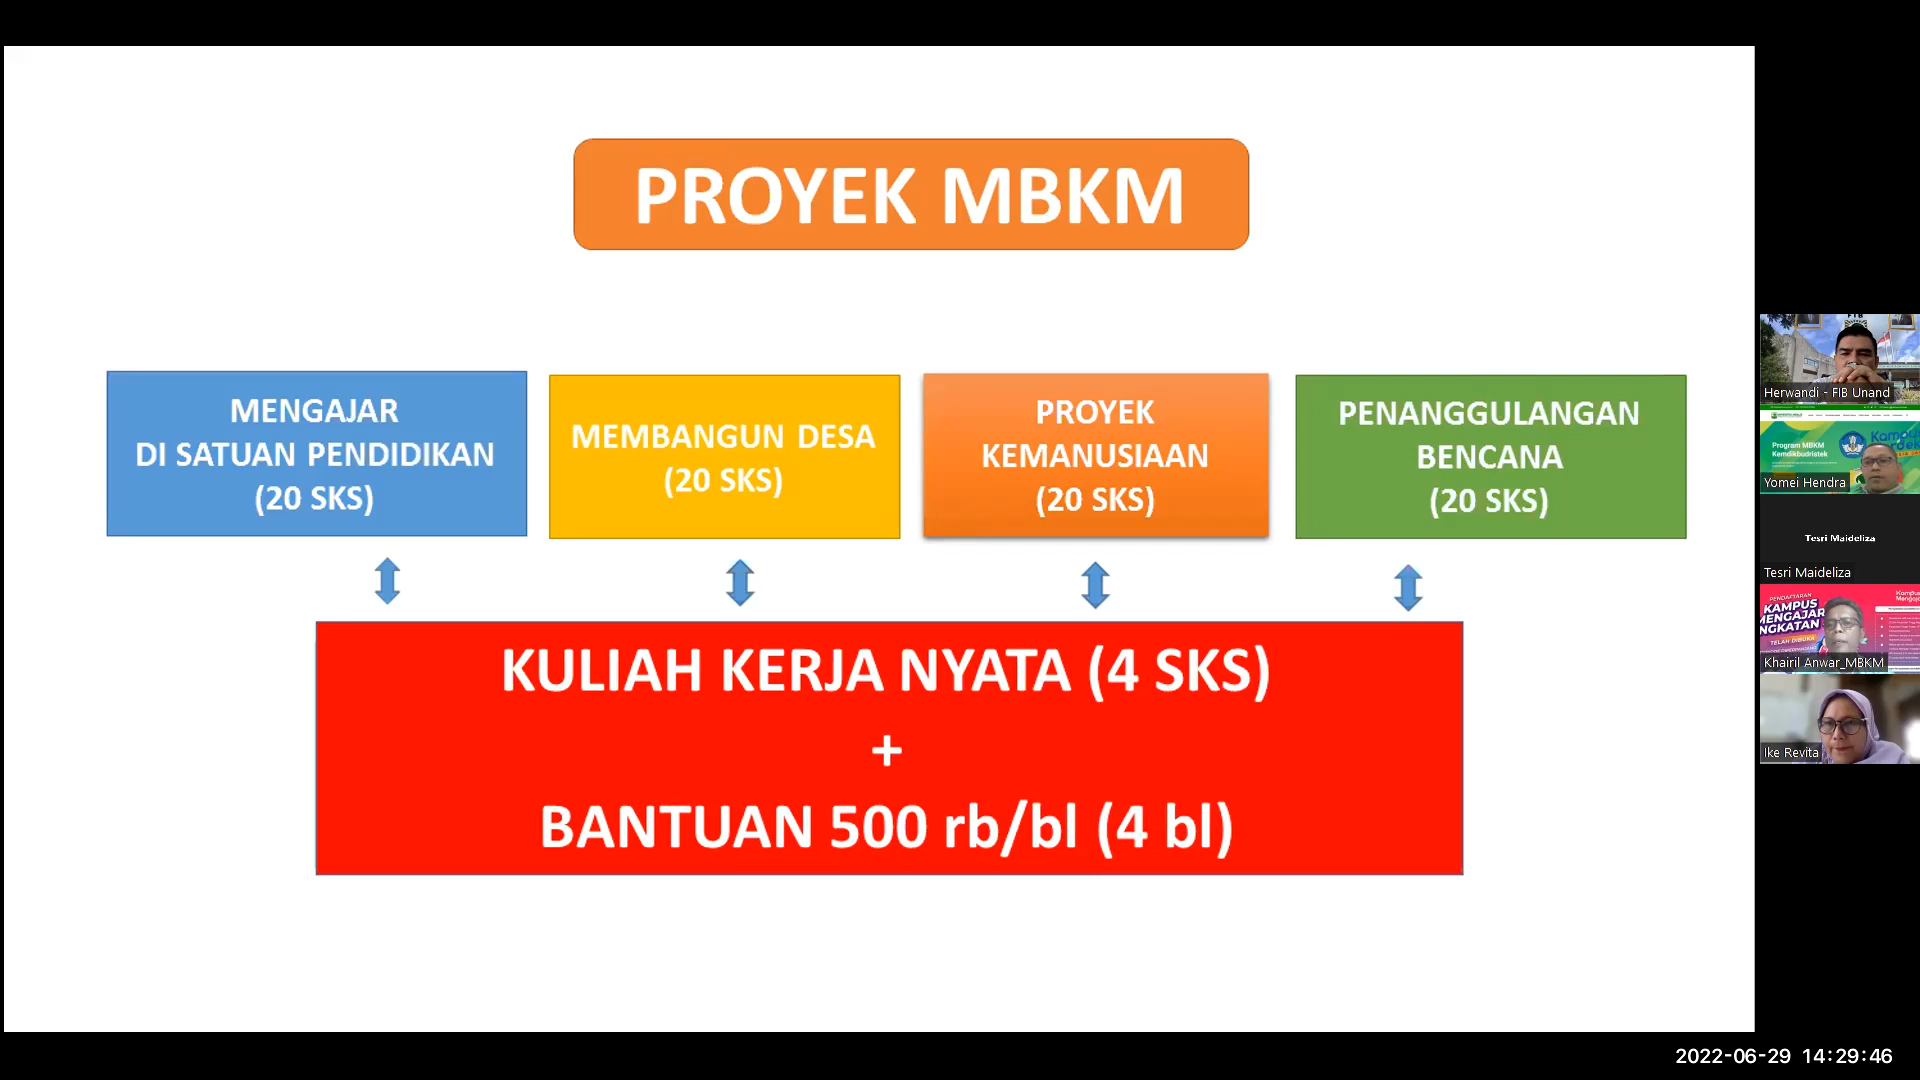 PROYEK MBKM
MENGAJAR
DI SATUAN PENDIDIKAN
(20 SKS)
MEMBANGUN DESA
(20 SKS)
PROYEK
KEMANUSIAAN
(20 SKS)
PENANGGULANGAN
BENCANA
(20 SKS)
KULIAH KERJA NYATA (4 SKS)
+
BANTUAN 500 rb/bl (4 bl)
FIB
Herwandi - FIB Unand
Program MBKM
Kemdikbudristek
Yomei Hendra
Tesri Maideliza
Tesri Maideliza
PENDAFTARAN
KAMPUS
MENGAJAR
TELAH DIBUKA
Khairil Anwar_MBKM
Ike Revita
2022-06-29 14:29:46